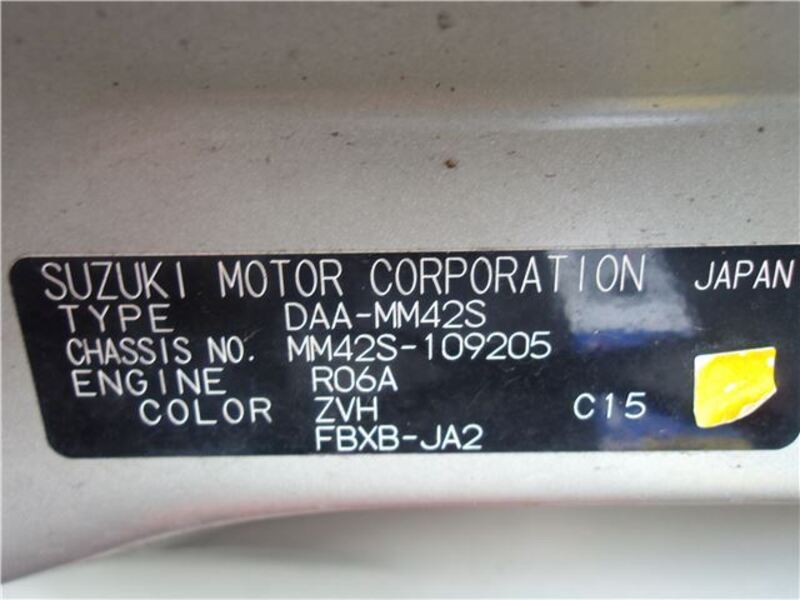 SUZUKI MOTOR CORPORATION JAPAN
TYPE DAA-MM42S
CHASSIS NO. MM42S-109205
ENGINE R06A
COLOR ZVH C15
FBXB-JA2